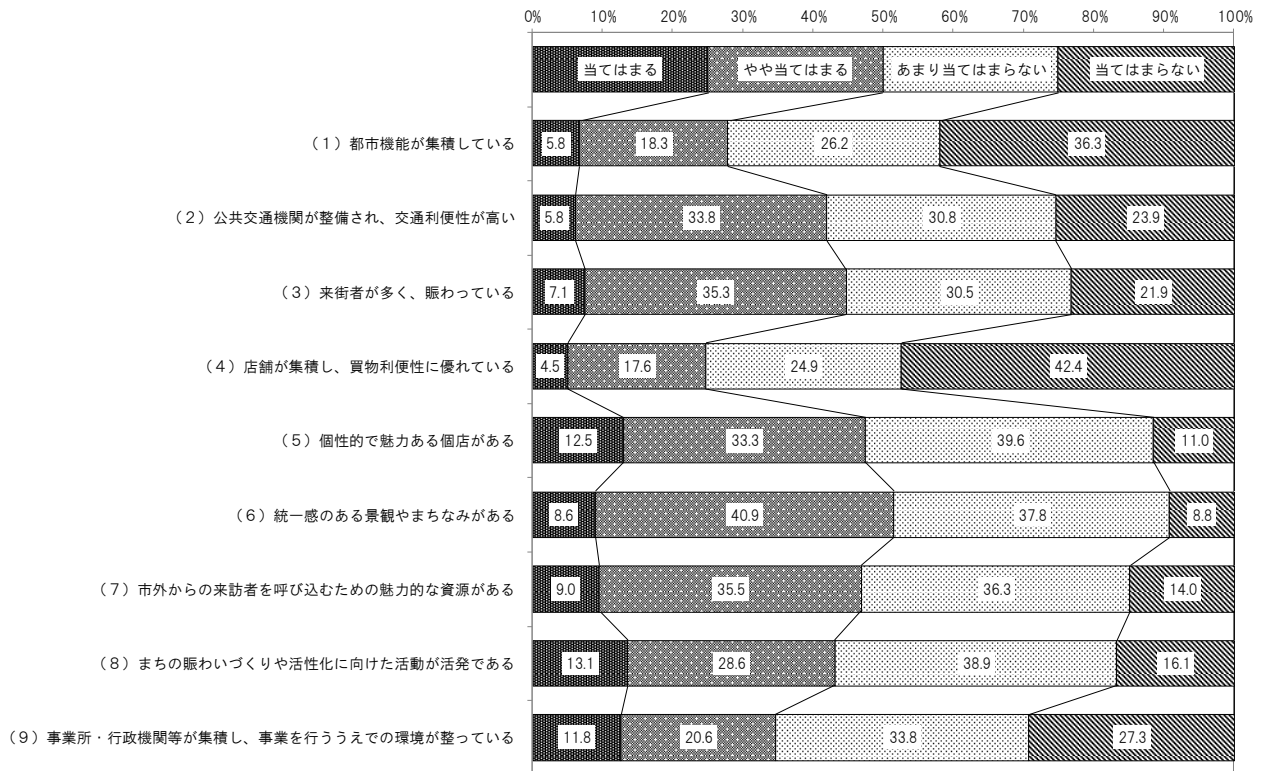 0% 10% 20% 30% 40% 50% 60% 70% 80% 90% 100%
当てはまる やや当てはまる あまり当てはまらない 当てはまらない
（１）都市機能が集積している 5.8 18.3 26.2 36.3
（２）公共交通機関が整備され、交通利便性が高い 5.8 33.8 30.8 23.9
（３）来街者が多く、賑わっている 7.1 35.3 30.5 21.9
（４）店舗が集積し、買物利便性に優れている 4.5 17.6 24.9 42.4
（５）個性的で魅力ある個店がある 12.5 33.3 39.6 11.0
（６）統一感のある景観やまちなみがある 8.6 40.9 37.8 8.8
（７）市外からの来訪者を呼び込むための魅力的な資源がある 9.0 35.5 36.3 14.0
（８）まちの賑わいづくりや活性化に向けた活動が活発である 13.1 28.6 38.9 16.1
（９）事業所・行政機関等が集積し、事業を行ううえでの環境が整っている 11.8 20.6 33.8 27.3